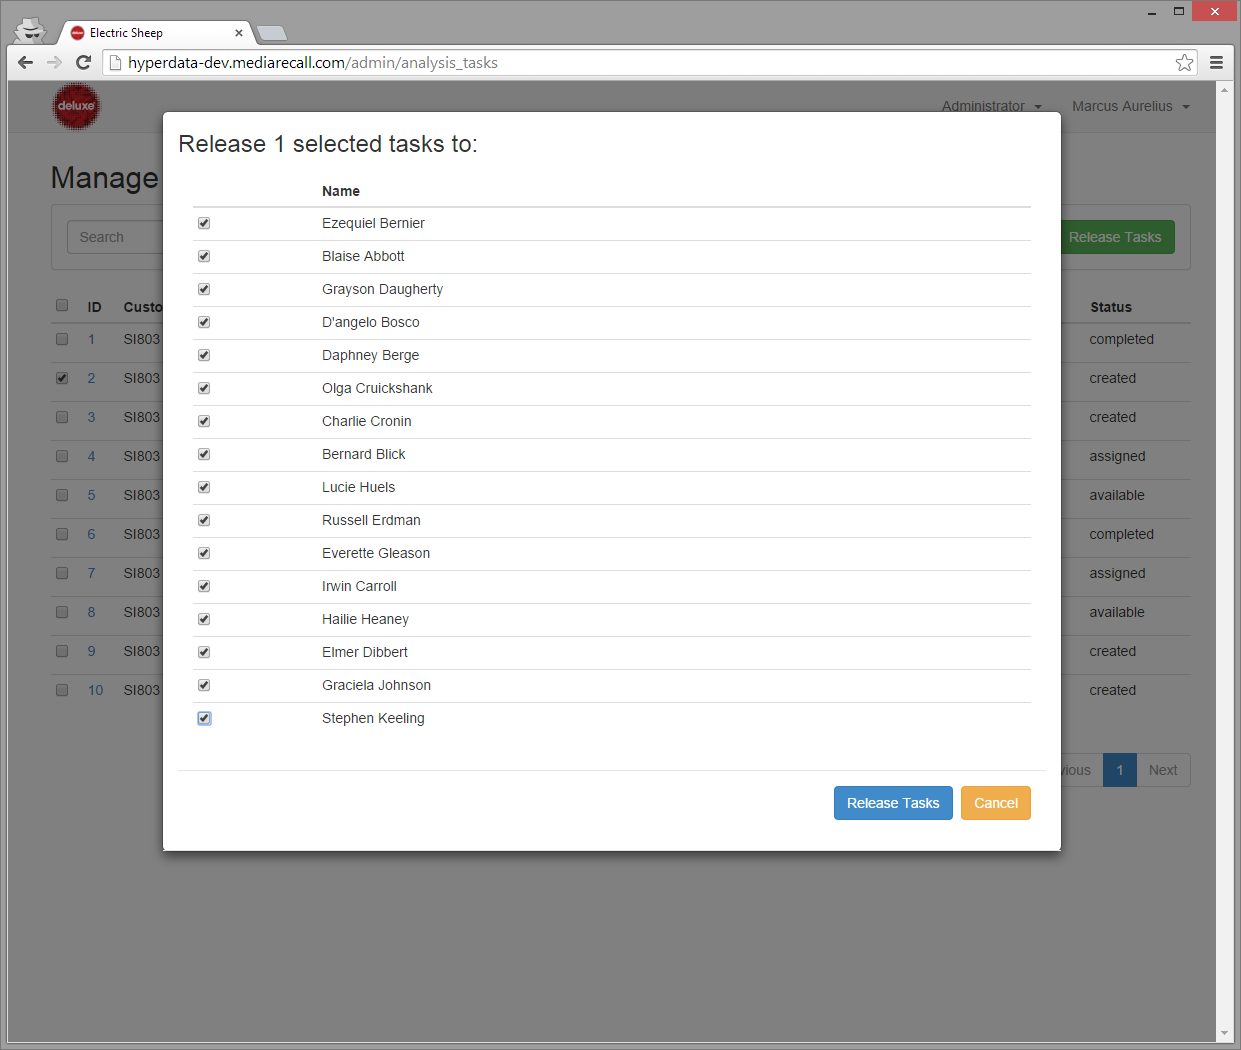 Electric Sheep
hyperdata-dev.mediarecall.com/admin/analysis_tasks
deluxe
Administrator
Marcus Aurelius
Release 1 selected tasks to:
Manage
Search
Release Tasks
Name
Ezequiel Bernier
Blaise Abbott
Grayson Daugherty
D'angelo Bosco
Daphney Berge
Olga Cruickshank
Charlie Cronin
Bernard Blick
Lucie Huels
Russell Erdman
Everette Gleason
Irwin Carroll
Hailie Heaney
Elmer Dibbert
Graciela Johnson
Stephen Keeling
Release Tasks Cancel
ID Custo Status
1 SI803 completed
2 SI803 created
3 SI803 created
4 SI803 assigned
5 SI803 available
6 SI803 completed
7 SI803 assigned
8 SI803 available
9 SI803 created
10 SI803 created
vious 1 Next